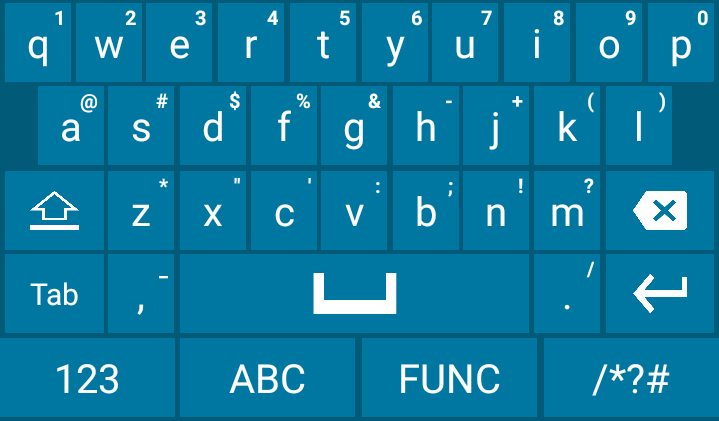 1 2 3 4 5 6 7 8 9 0
q w e r t y u i o p
@ # $ % & - + ( )
a s d f g h j k l
* " ' : ; ! ?
z x c v b n m
_ /
Tab , .
123 ABC FUNC /*?#